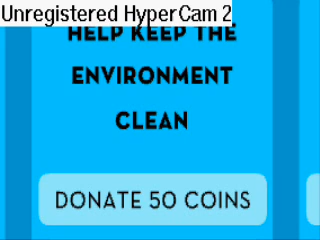 Unregistered HyperCam 2
HELP KEEP THE
ENVIRONMENT
CLEAN
DONATE 50 COINS